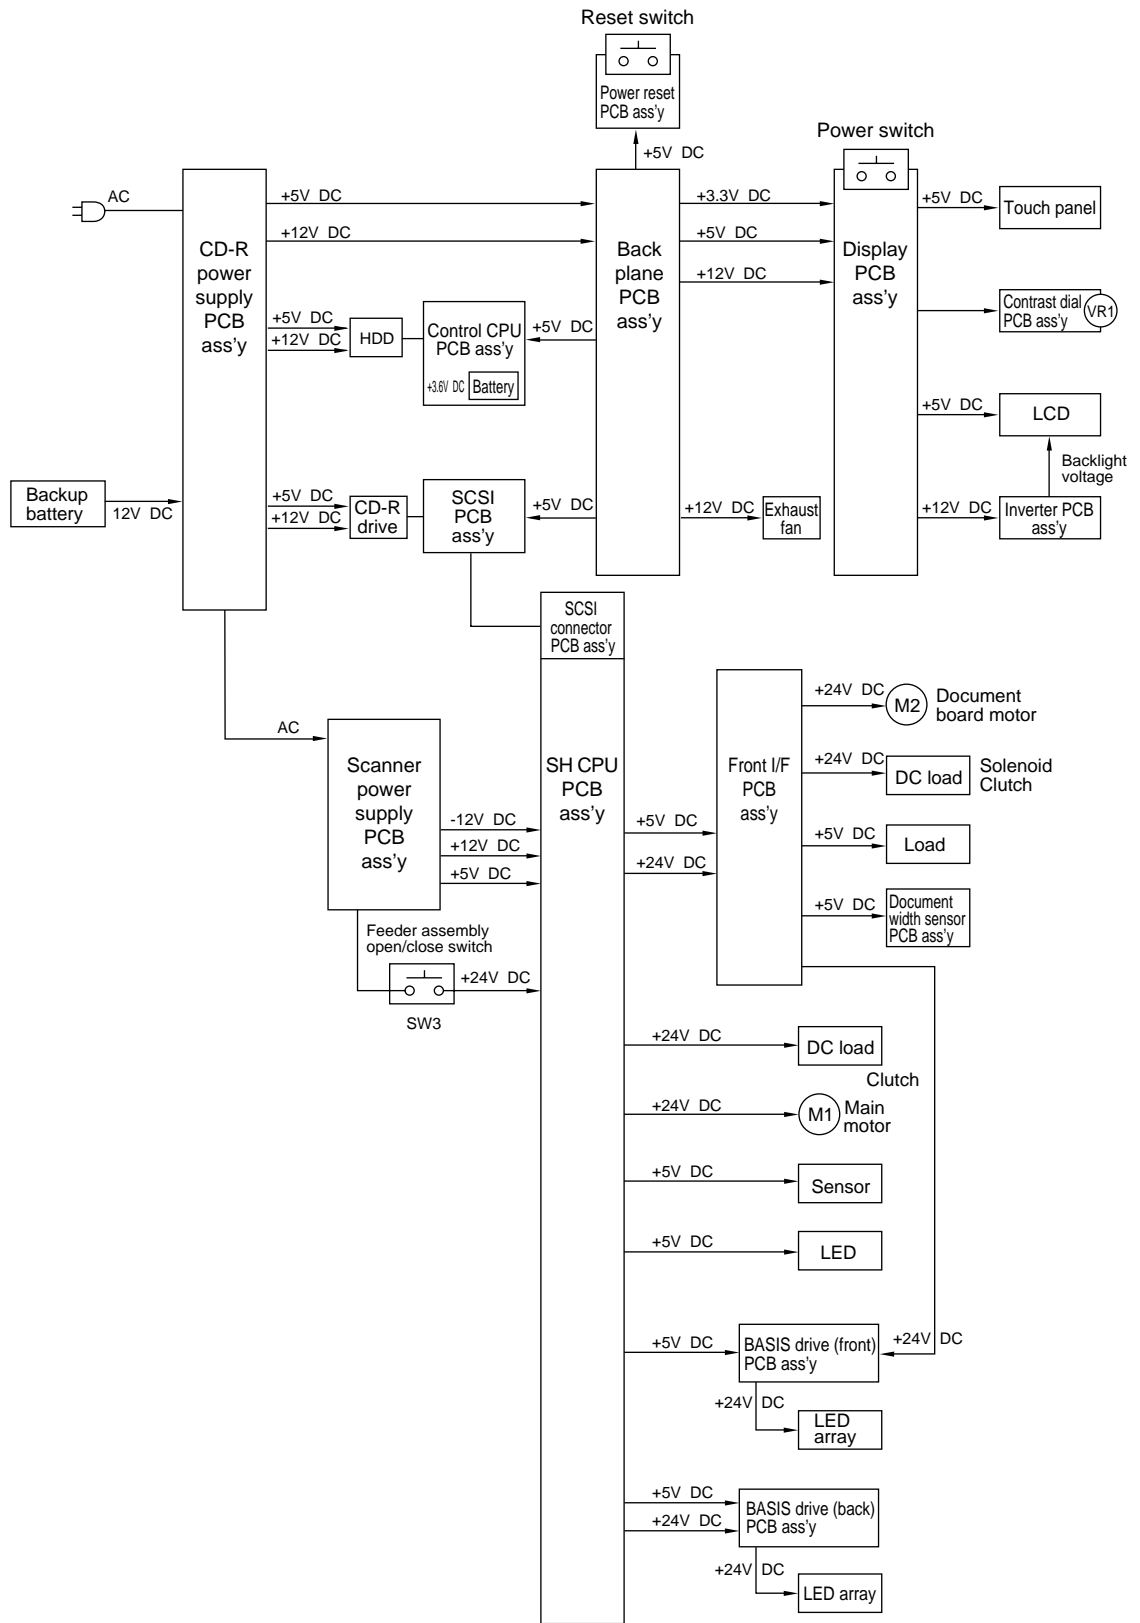 Reset switch
Power reset
PCB ass'y
+5V DC
Power switch
AC
+5V DC
+12V DC
CD-R
power
supply
PCB
ass'y
+5V DC
+12V DC
HDD
Control CPU
PCB ass'y
+3.6V DC
Battery
+5V DC
Back
plane
PCB
ass'y
+3.3V DC
+5V DC
+12V DC
Display
PCB
ass'y
+5V DC
Touch panel
Contrast dial
PCB ass'y
VR1
+5V DC
LCD
Backlight
voltage
+12V DC
Inverter PCB
ass'y
Backup
battery
12V DC
+5V DC
+12V DC
CD-R
drive
SCSI
PCB
ass'y
+5V DC
+12V DC
Exhaust
fan
SCSI
connector
PCB ass'y
AC
Scanner
power
supply
PCB
ass'y
-12V DC
+12V DC
+5V DC
Feeder assembly
open/close switch
+24V DC
SW3
SH CPU
PCB
ass'y
+5V DC
+24V DC
Front I/F
PCB
ass'y
+24V DC
M2
Document
board motor
+24V DC
DC load
Solenoid
Clutch
+5V DC
Load
+5V DC
Document
width sensor
PCB ass'y
+24V DC
DC load
Clutch
+24V DC
M1
Main
motor
+5V DC
Sensor
+5V DC
LED
+5V DC
BASIS drive (front)
PCB ass'y
+24V DC
+24V DC
LED
array
+5V DC
+24V DC
BASIS drive (back)
PCB ass'y
+24V DC
LED array